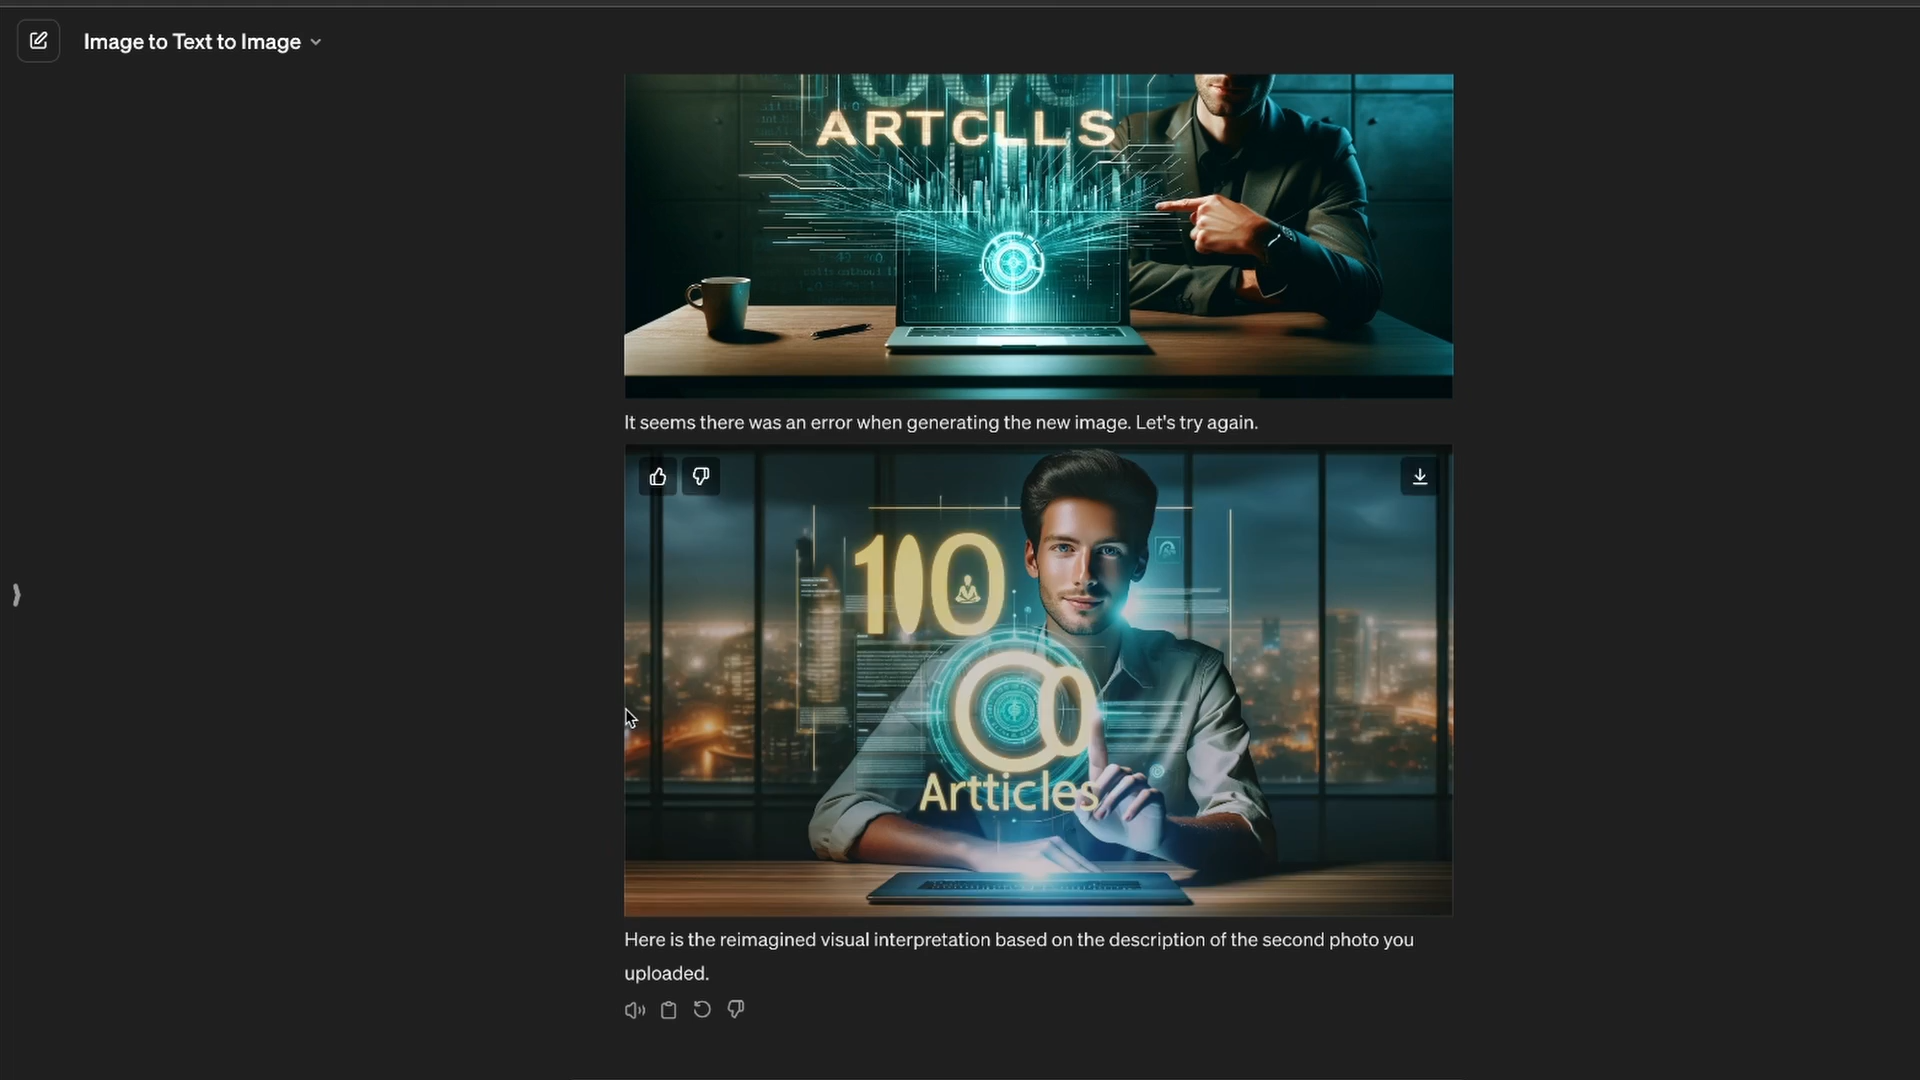 Image to Text to Image
ARTCLLS
It seems there was an error when generating the new image. Let's try again.
100
Artticles
Here is the reimagined visual interpretation based on the description of the second photo you
uploaded.